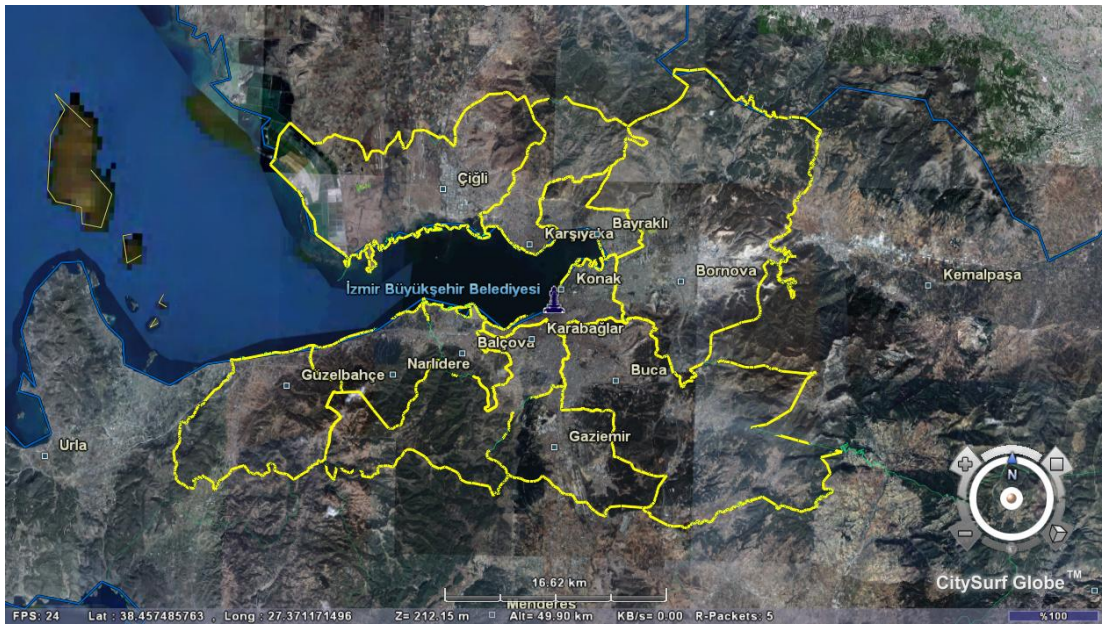 Çiğli
Bayraklı
Karşıyaka
Konak
Bornova
Kemalpaşa
İzmir Büyükşehir Belediyesi
Karabağlar
Balçova
Narlıdere
Güzelbahçe
Buca
Urla
Gaziemir
N
CitySurf Globe™
16.62 km
Menderes
FPS: 24 Lat : 38.457485763 , Long : 27.371171496 Z= 212.15 m Alt= 49.90 KM KB/s= 0.00 R-Packets: 5 %100